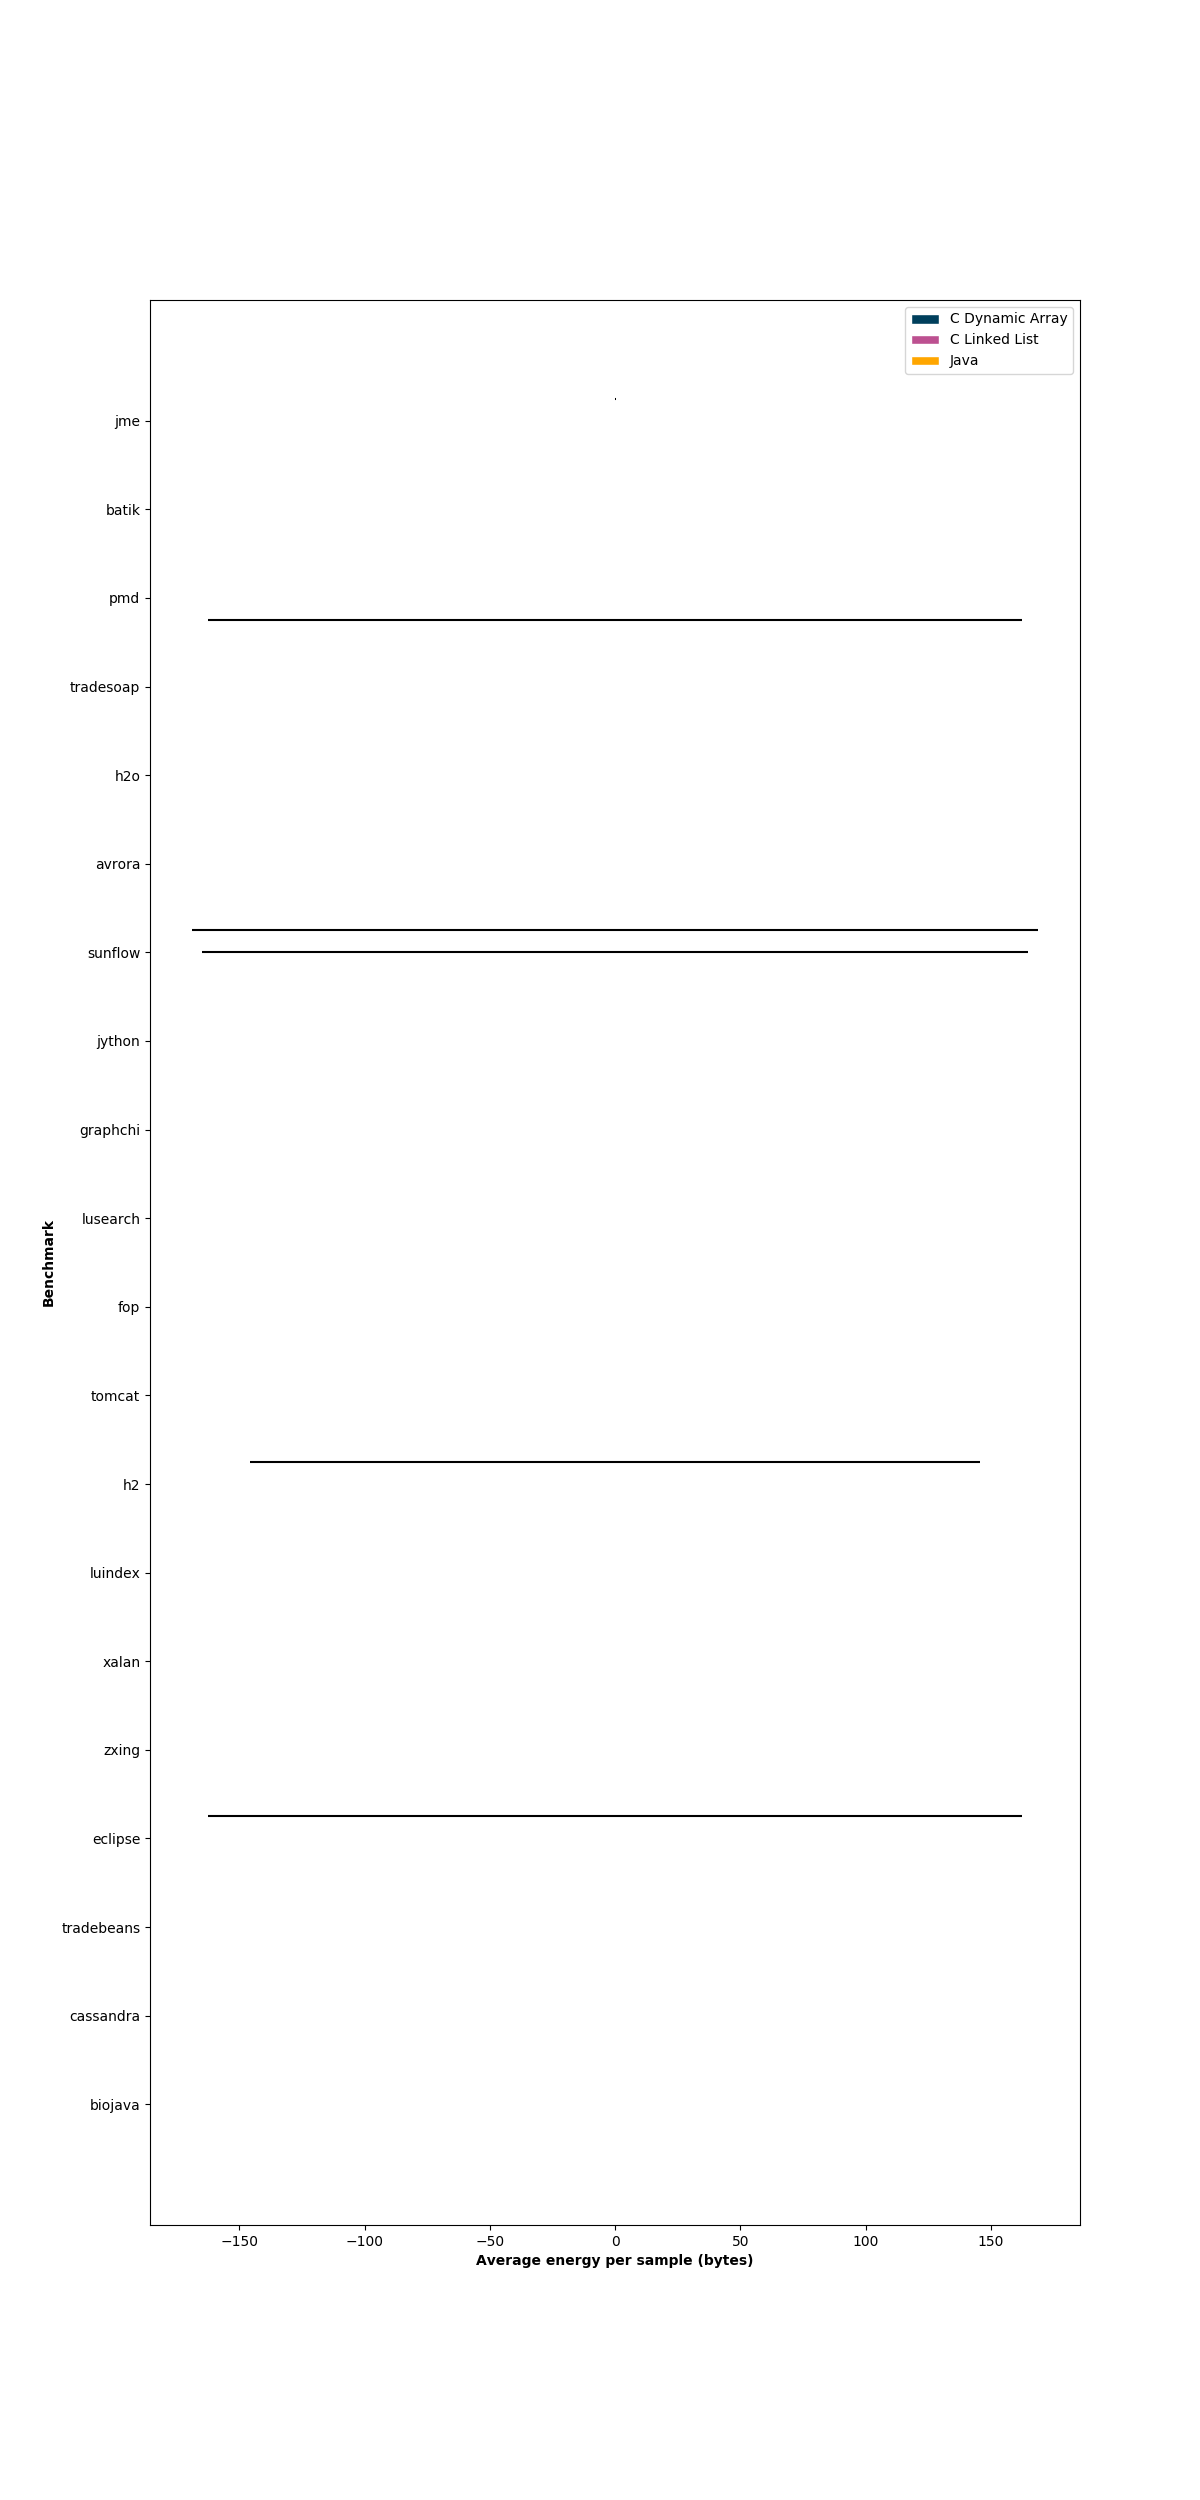 C Dynamic Array
C Linked List
Java
jme
batik
pmd
tradesoap
h2o
avrora
sunflow
jython
graphchi
lusearch
fop
tomcat
h2
luindex
xalan
zxing
eclipse
tradebeans
cassandra
biojava
Benchmark
−150 −100 −50 0 50 100 150
Average energy per sample (bytes)